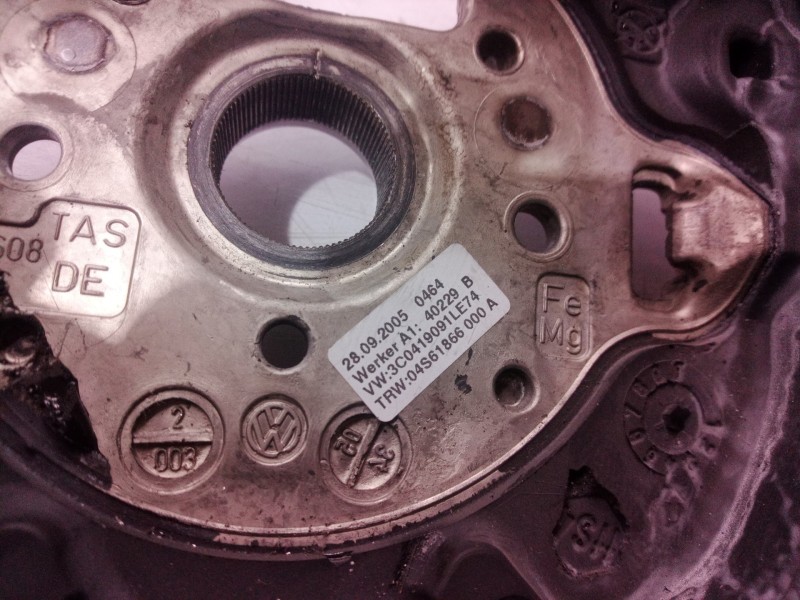 608
TAS
DE
28.09.2005 0464
Werker A1: 40229 B
VW:3C0419091LE74
TRW:04S61866 000 A
Fe
Mg
2
003
VW